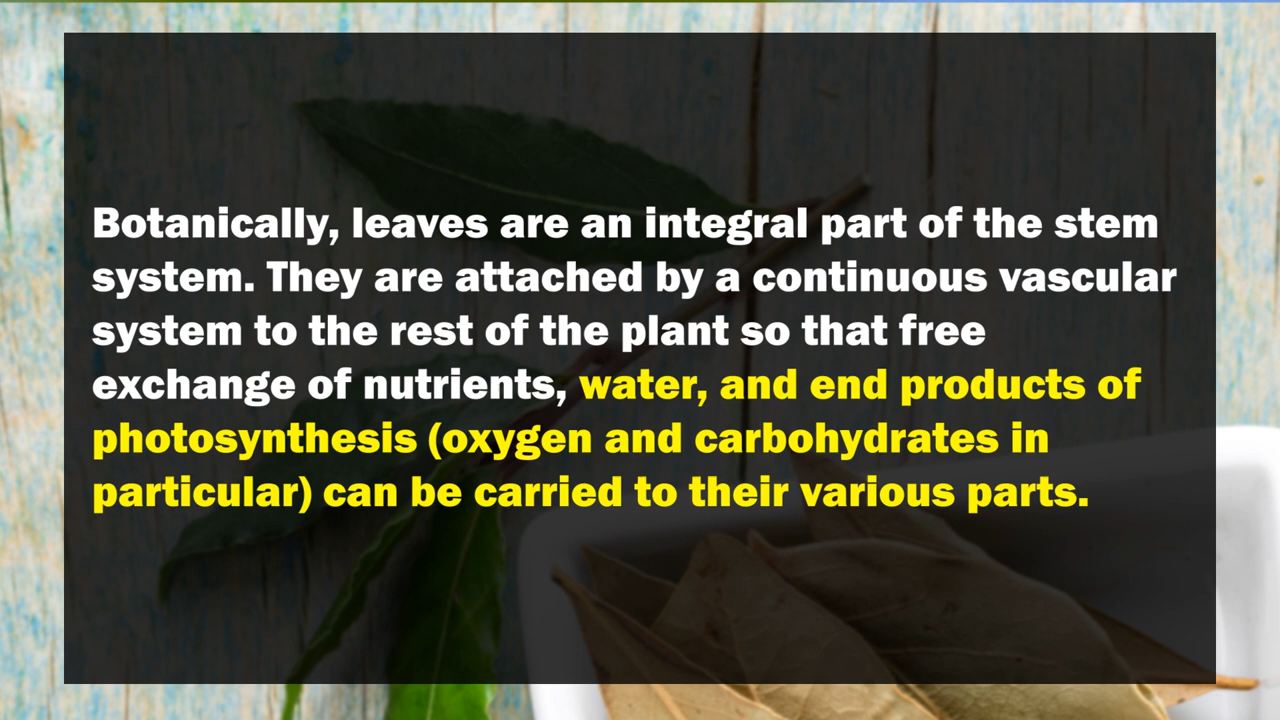 Botanically, leaves are an integral part of the stem
system. They are attached by a continuous vascular
system to the rest of the plant so that free
exchange of nutrients, water, and end products of
photosynthesis (oxygen and carbohydrates in
particular) can be carried to their various parts.